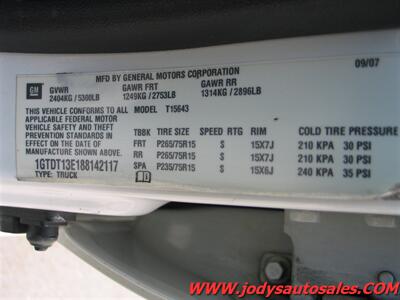 MFD BY GENERAL MOTORS CORPORATION 09/07
GM GVWR GAWR FRT GAWR RR
2404KG / 5300LB 1249KG / 2753LB 1314KG / 2896LB
THIS VEHICLE CONFORMS TO ALL MODEL T15643
APPLICABLE FEDERAL MOTOR
VEHICLE SAFETY AND THEFT
PREVENTION STANDARDS IN TBBK TIRE SIZE SPEED RTG RIM COLD TIRE PRESSURE
EFFECT ON THE DATE OF FRT P265/75R15 S 15X7J 210 KPA 30 PSI
MANUFACTURE SHOWN ABOVE. RR P265/75R15 S 15X7J 210 KPA 30 PSI
1GTDT13E188142117 SPA P235/75R15 S 15X6J 240 KPA 35 PSI
TYPE: TRUCK
www.jodysautosales.com